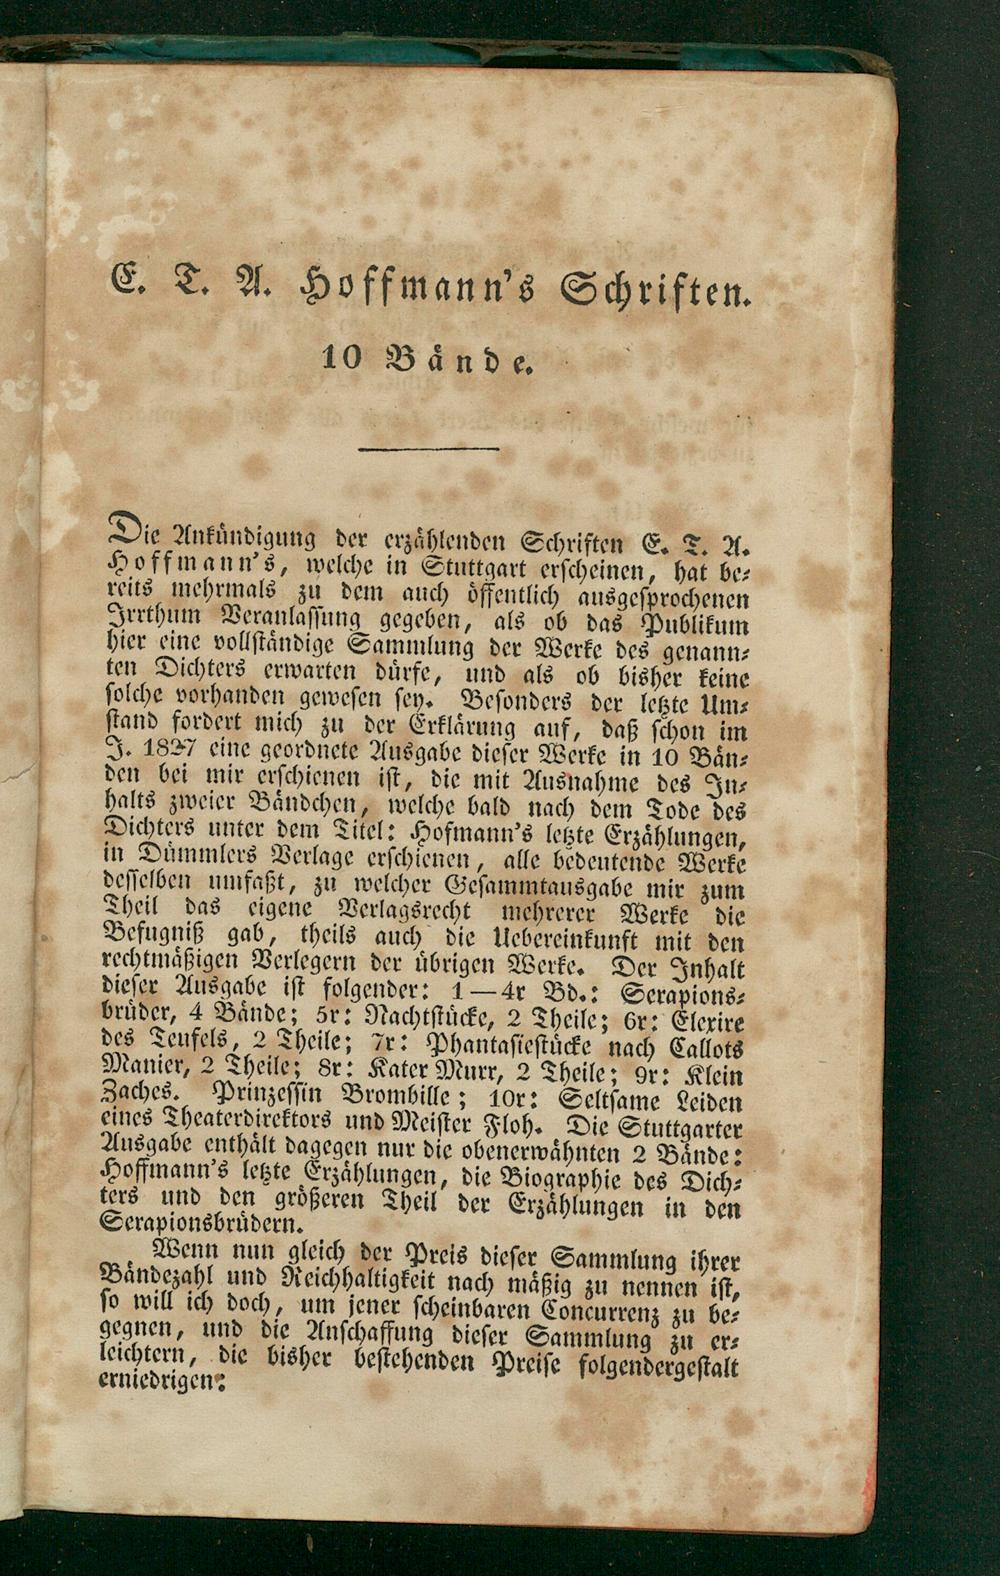 E. T. A. Hoffmann's Schriften.
10 Bände.
Die Ankündigung der erzählenden Schriften E. T. A.
Hoffmann's, welche in Stuttgart erscheinen, hat be-
reits mehrmals zu dem auch öffentlich ausgesprochenen
Irrthum Veranlassung gegeben, als ob das Publikum
hier eine vollständige Sammlung der Werke des genann-
ten Dichters erwarten dürfe, und als ob bisher keine
solche vorhanden gewesen sey. Besonders der letzte Um-
stand fordert mich zu der Erklärung auf, daß schon im
J. 1827 eine geordnete Ausgabe dieser Werke in 10 Bän-
den bei mir erschienen ist, die mit Ausnahme des In-
halts zweier Bändchen, welche bald nach dem Tode des
Dichters unter dem Titel: Hofmann's letzte Erzählungen,
in Dümmlers Verlage erschienen, alle bedeutende Werke
desselben umfaßt, zu welcher Gesammtausgabe mir zum
Theil das eigene Verlagsrecht mehrerer Werke die
Befugniß gab, theils auch die Uebereinkunft mit den
rechtmäßigen Verlegern der übrigen Werke. Der Inhalt
dieser Ausgabe ist folgender: 1—4r Bd.: Serapions-
brüder, 4 Bände; 5r: Nachtstücke, 2 Theile; 6r: Elexire
des Teufels, 2 Theile; 7r: Phantasiestücke nach Callots
Manier, 2 Theile; 8r: Kater Murr, 2 Theile; 9r: Klein
Zaches. Prinzessin Brombille; 10r: Seltsame Leiden
eines Theaterdirektors und Meister Floh. Die Stuttgarter
Ausgabe enthält dagegen nur die obenerwähnten 2 Bände:
Hoffmann's letzte Erzählungen, die Biographie des Dich-
ters und den größeren Theil der Erzählungen in den
Serapionsbrüdern.
Wenn nun gleich der Preis dieser Sammlung ihrer
Bändezahl und Reichhaltigkeit nach mäßig zu nennen ist,
so will ich doch, um jener scheinbaren Concurrenz zu be-
gegnen, und die Anschaffung dieser Sammlung zu er-
leichtern, die bisher bestehenden Preise folgendergestalt
erniedrigen: